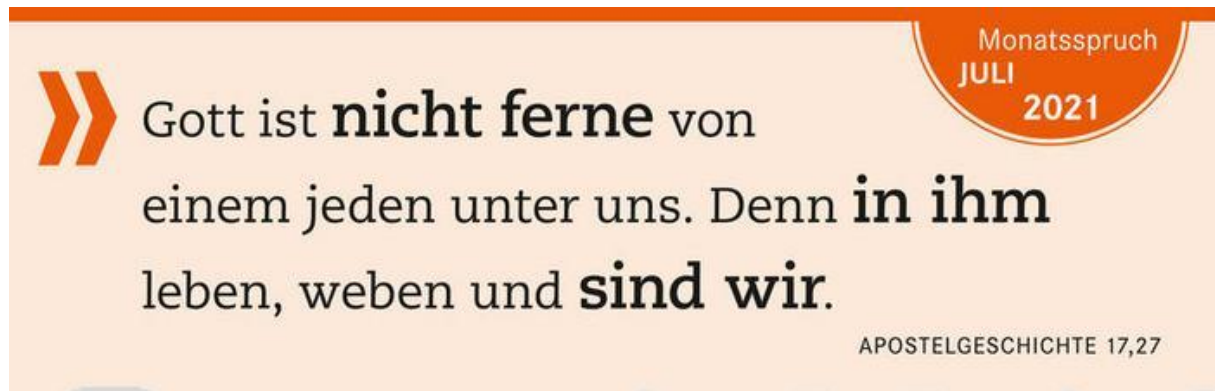 Monatsspruch
JULI
2021
Gott ist nicht ferne von
einem jeden unter uns. Denn in ihm
leben, weben und sind wir.
APOSTELGESCHICHTE 17,27